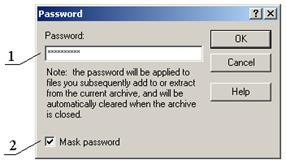 Password
Password:
1
**********
OK
Cancel
Note: the password will be applied to
files you subsequently add to or extract
from the current archive, and will be
automatically cleared when the archive
is closed.
Help
2
Mask password